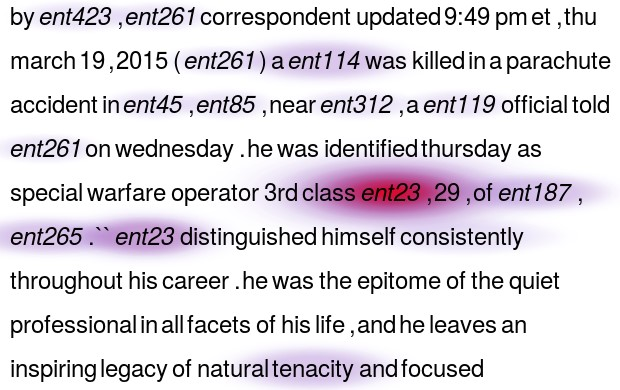 by ent423 ,ent261 correspondent updated 9:49 pm et ,thu
march 19 ,2015 ( ent261 ) a ent114 was killed in a parachute
accident in ent45 ,ent85 ,near ent312 ,a ent119 official told
ent261 on wednesday .he was identified thursday as
special warfare operator 3rd class ent23 ,29 ,of ent187 ,
ent265 .`` ent23 distinguished himself consistently
throughout his career .he was the epitome of the quiet
professional in all facets of his life ,and he leaves an
inspiring legacy of natural tenacity and focused